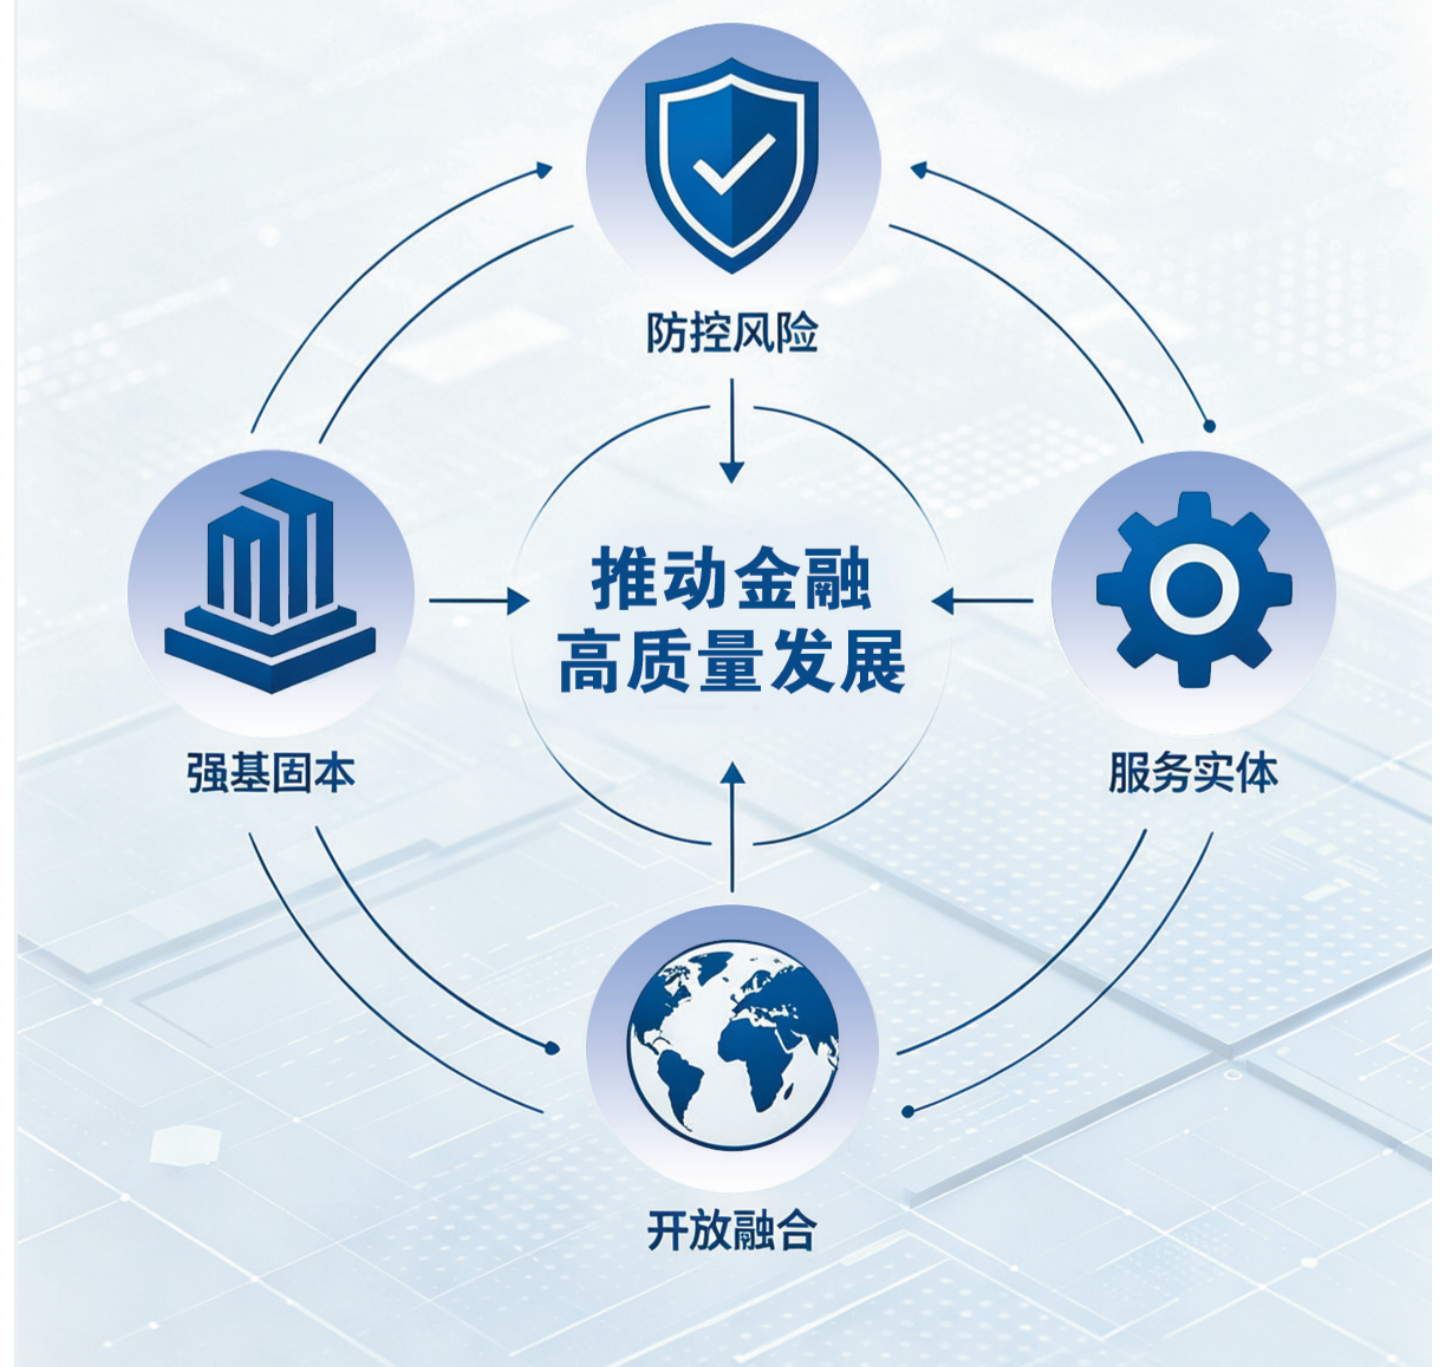 防控风险
推动金融
高质量发展
强基固本
服务实体
开放融合